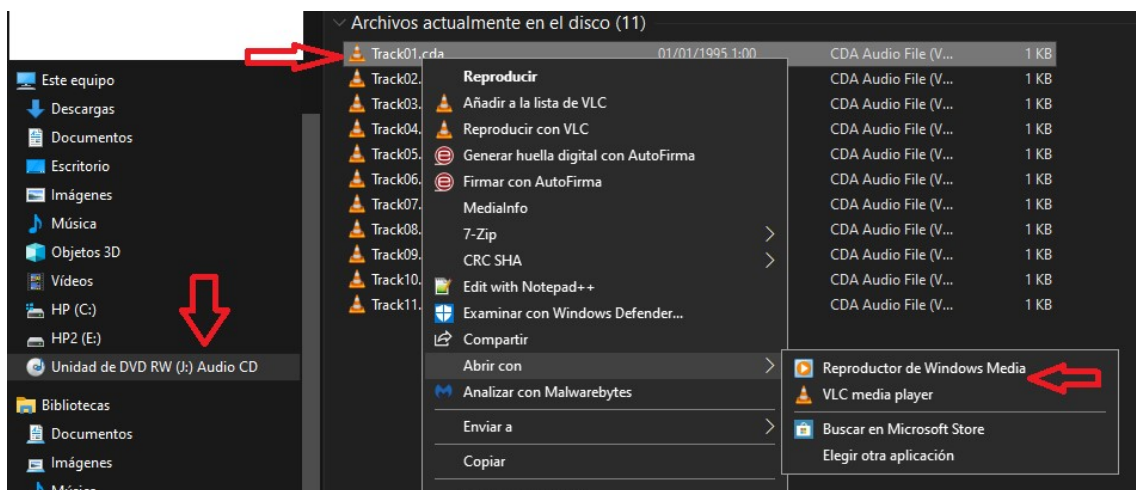 Archivos actualmente en el disco (11)
Track01.cda 01/01/1995 1:00 CDA Audio File (V... 1 KB
Track02. CDA Audio File (V... 1 KB
Track03. CDA Audio File (V... 1 KB
Track04. CDA Audio File (V... 1 KB
Track05. CDA Audio File (V... 1 KB
Track06. CDA Audio File (V... 1 KB
Track07. CDA Audio File (V... 1 KB
Track08. CDA Audio File (V... 1 KB
Track09. CDA Audio File (V... 1 KB
Track10. CDA Audio File (V... 1 KB
Track11. CDA Audio File (V... 1 KB
Este equipo
Descargas
Documentos
Escritorio
Imágenes
Música
Objetos 3D
Vídeos
HP (C:)
HP2 (E:)
Unidad de DVD RW (J:) Audio CD
Bibliotecas
Documentos
Imágenes
Música
Reproducir
Añadir a la lista de VLC
Reproducir con VLC
Generar huella digital con AutoFirma
Firmar con AutoFirma
MediaInfo
7-Zip
CRC SHA
Edit with Notepad++
Examinar con Windows Defender...
Compartir
Abrir con
Analizar con Malwarebytes
Enviar a
Copiar
Reproductor de Windows Media
VLC media player
Buscar en Microsoft Store
Elegir otra aplicación